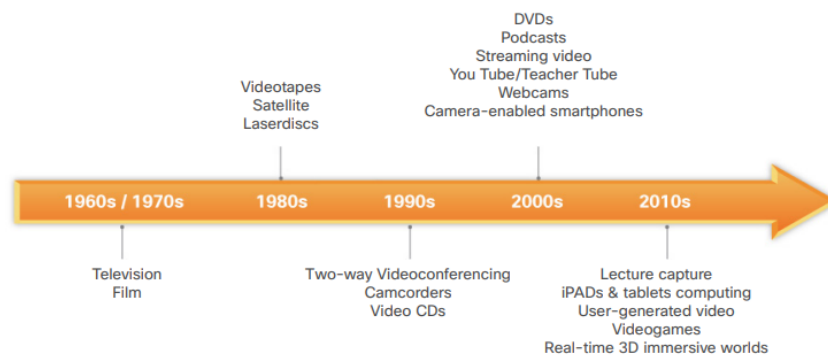 DVDs
Podcasts
Streaming video
You Tube/Teacher Tube
Webcams
Camera-enabled smartphones
Videotapes
Satellite
Laserdiscs
1960s / 1970s 1980s 1990s 2000s 2010s
Television
Film
Two-way Videoconferencing
Camcorders
Video CDs
Lecture capture
iPADs & tablets computing
User-generated video
Videogames
Real-time 3D immersive worlds